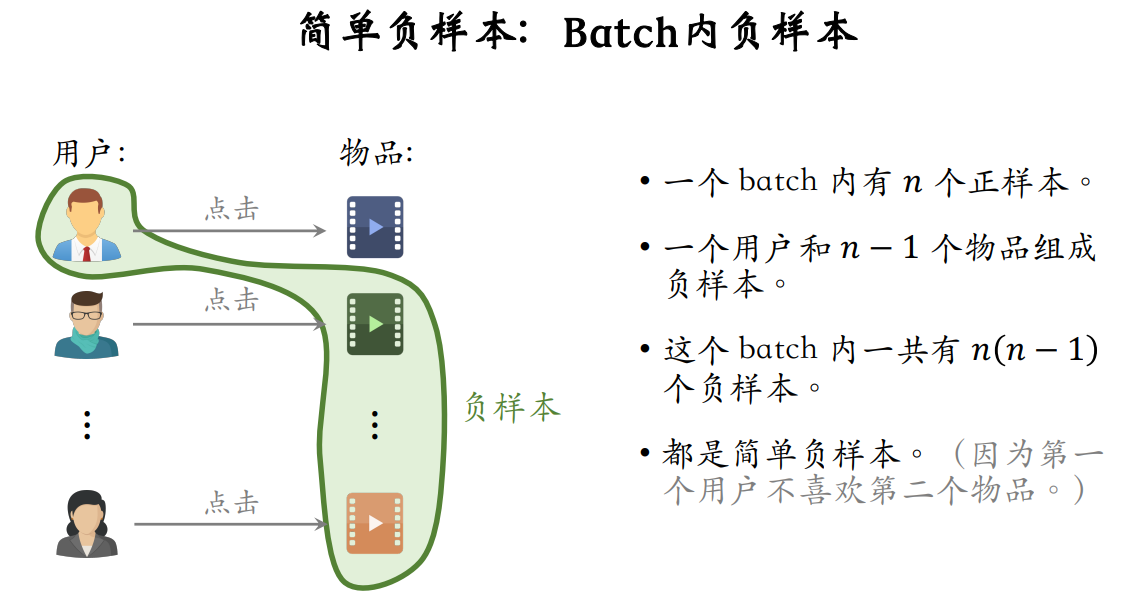 简单负样本：Batch内负样本
用户：
物品：
点击
点击
⋮
⋮
点击
负样本
• 一个 batch 内有 n 个正样本。
• 一个用户和 n − 1 个物品组成
负样本。
• 这个 batch 内一共有 n(n − 1)
个负样本。
• 都是简单负样本。（因为第一
个用户不喜欢第二个物品。）